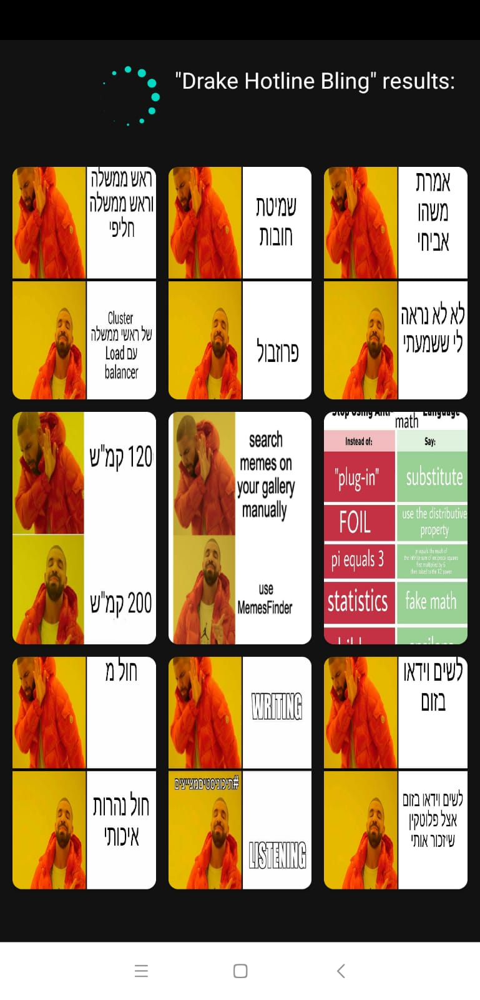 "Drake Hotline Bling" results:
ראש ממשלה
וראש ממשלה
חליפי
Cluster
של ראשי ממשלה
עם Load
balancer
שמיטת
חובות
פרוזבול
אמרת
משהו
אביחי
לא לא נראה
לי ששמעתי
120 קמ"ש
200 קמ"ש
search
memes on
your gallery
manually
use
MemesFinder
math
Language
Instead of:
Say:
"plug-in"
substitute
FOIL
use the distributive
property
pi equals 3
pi equals the result of
the infinite sum of reciprocal squares
first multiplied by 6
then raised to the 1/2 power
statistics
fake math
חול מ
חול נהרות
איכותי
WRITING
#תיכוניסטיםמצייצים
LISTENING
לשים וידאו
בזום
לשים וידאו בזום
אצל פלוטקין
שיזכור אותי